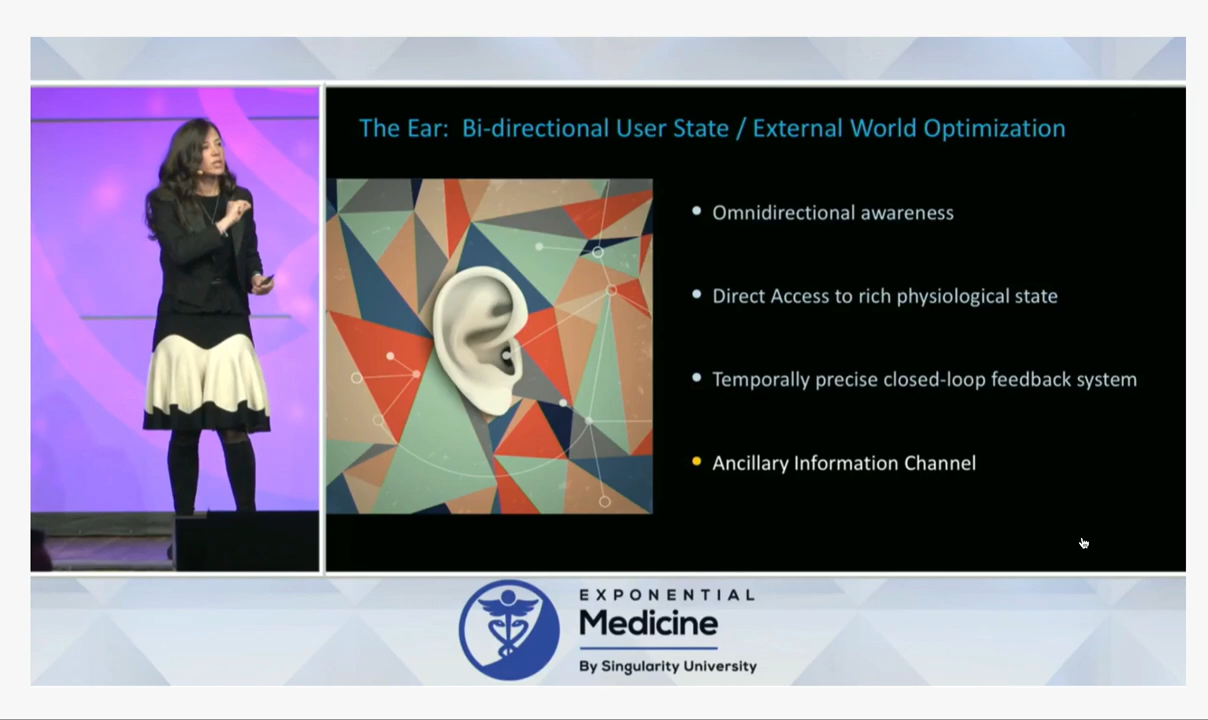 The Ear: Bi-directional User State / External World Optimization
• Omnidirectional awareness
• Direct Access to rich physiological state
• Temporally precise closed-loop feedback system
• Ancillary Information Channel
EXPONENTIAL
Medicine
By Singularity University